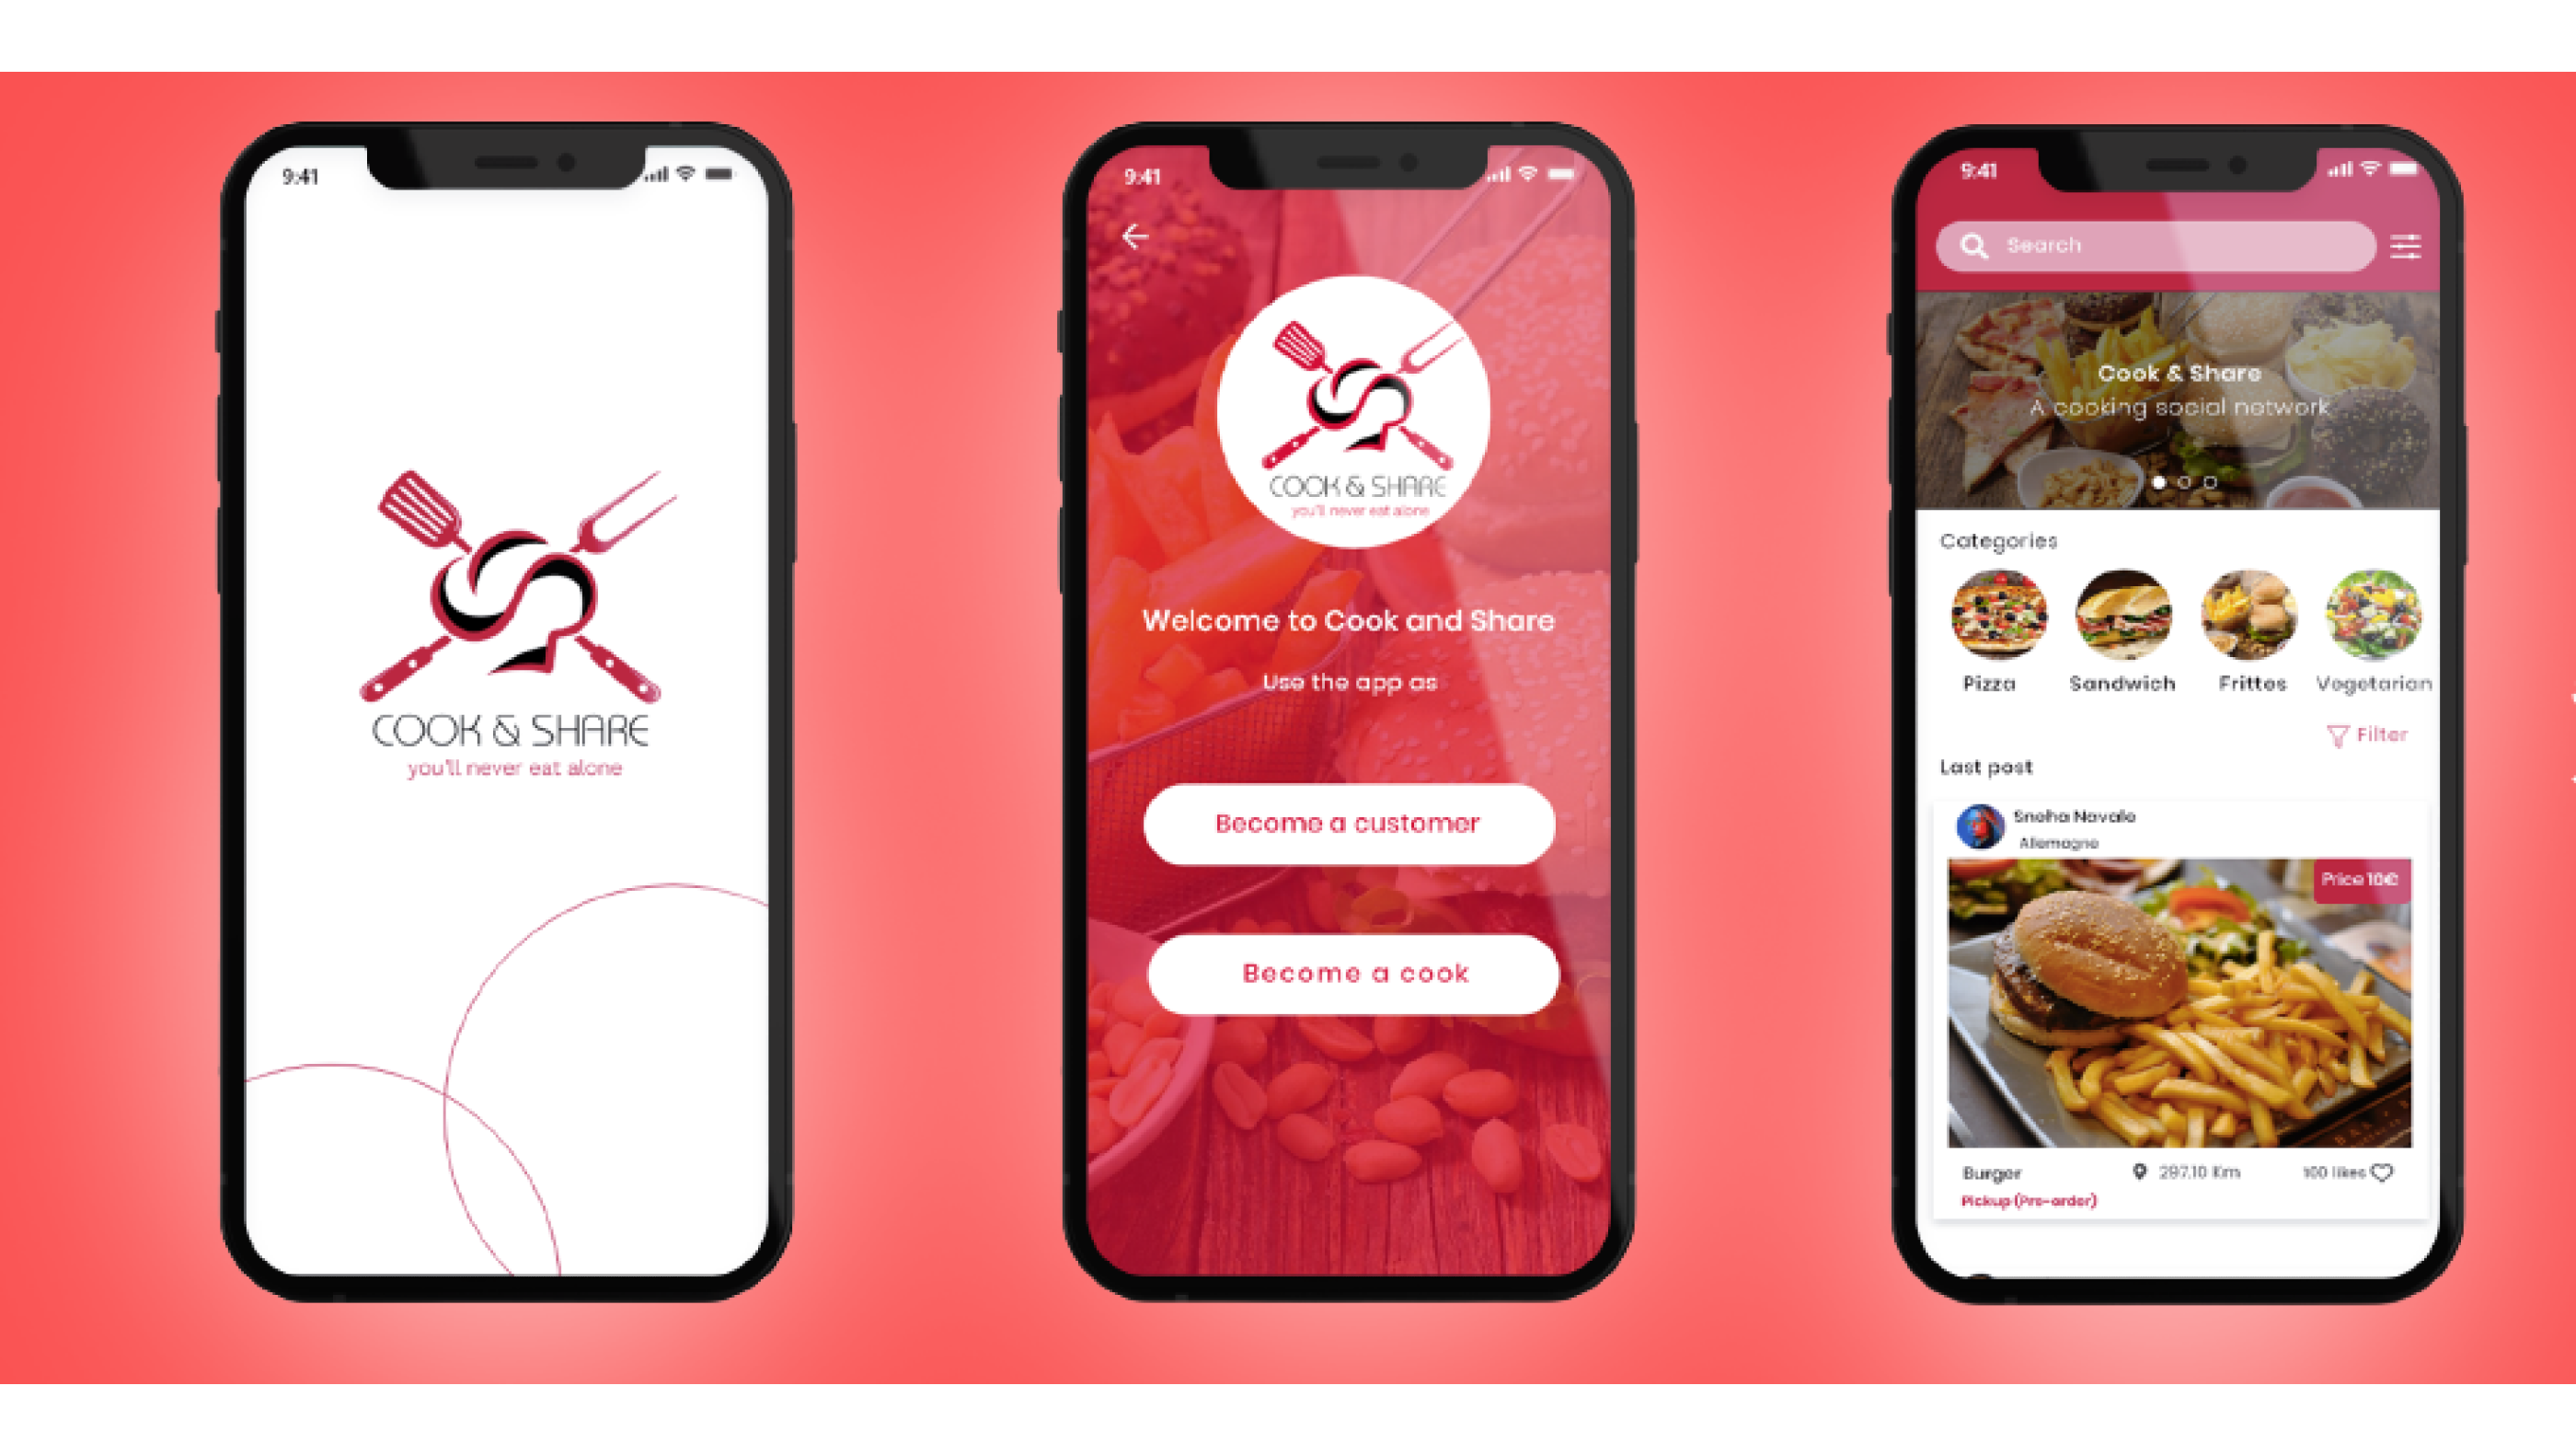 9:41
COOK & SHARE
you'll never eat alone
9:41
COOK & SHARE
you'll never eat alone
Welcome to Cook and Share
Use the app as
Become a customer
Become a cook
9:41
Search
Cook & Share
A cooking social network
Categories
Pizza Sandwich Frittes Vegetarian
Filter
Last post
Sneha Navale
Allemagne
Price 10€
Burger 297.10 Km 100 likes
Pickup (Pre-order)